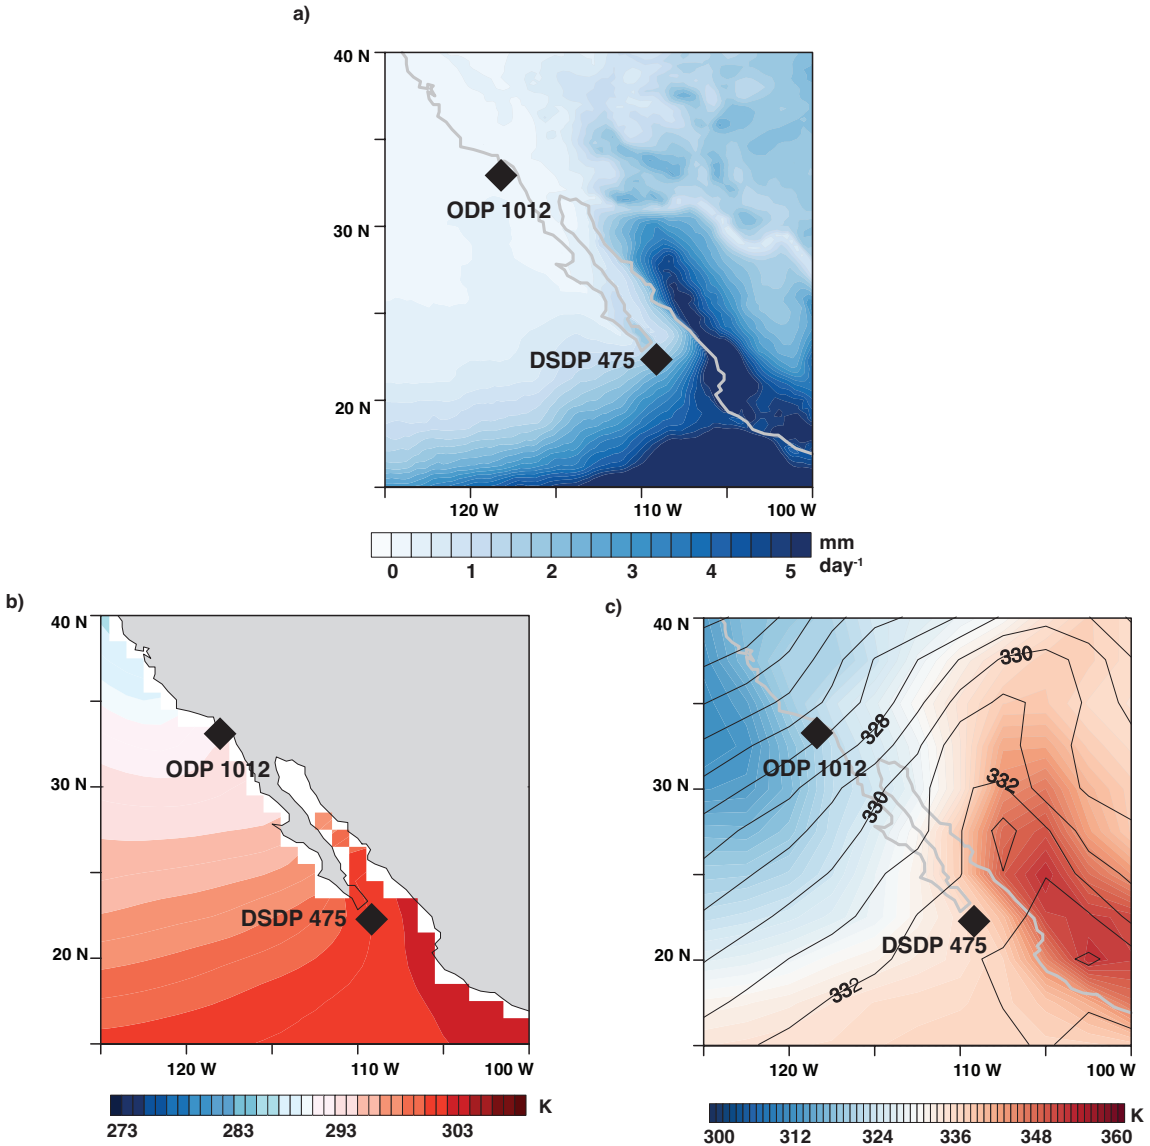 a)
40 N
30 N
20 N
ODP 1012
DSDP 475
120 W 110 W 100 W
0 1 2 3 4 5
mm
day-1
b)
40 N
30 N
20 N
ODP 1012
DSDP 475
120 W 110 W 100 W
273 283 293 303
K
c)
40 N
30 N
20 N
330
328
332
330
332
ODP 1012
DSDP 475
120 W 110 W 100 W
300 312 324 336 348 360
K